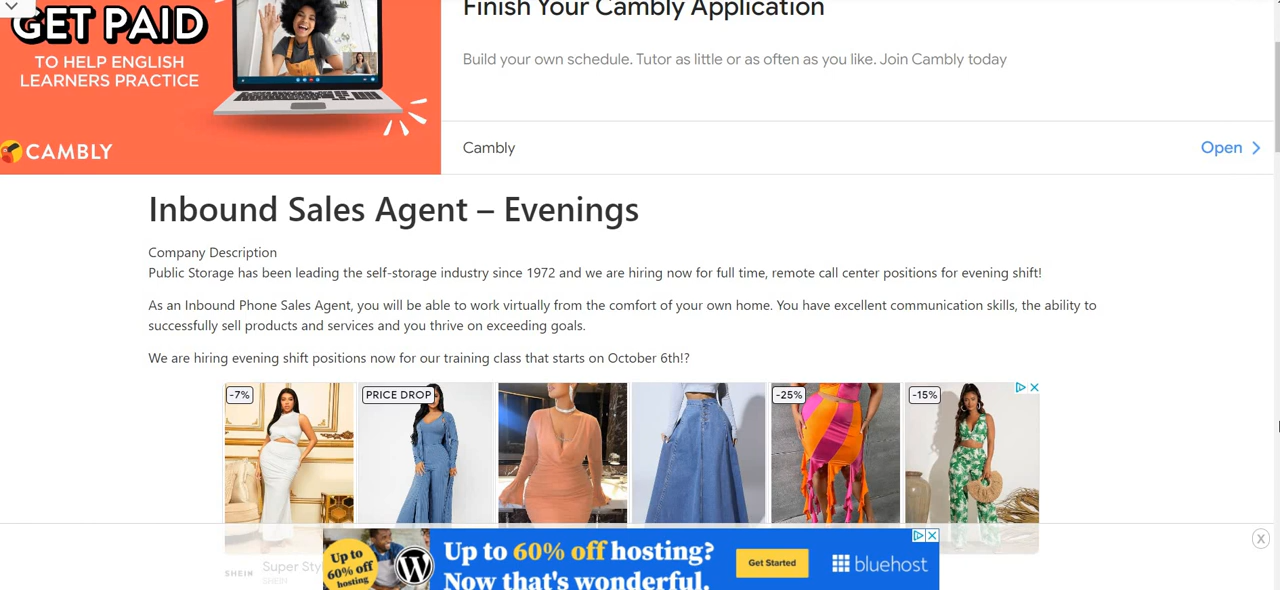 GET PAID
TO HELP ENGLISH
LEARNERS PRACTICE
CAMBLY
Finish Your Cambly Application
Build your own schedule. Tutor as little or as often as you like. Join Cambly today
Cambly
Open
Inbound Sales Agent – Evenings
Company Description
Public Storage has been leading the self-storage industry since 1972 and we are hiring now for full time, remote call center positions for evening shift!
As an Inbound Phone Sales Agent, you will be able to work virtually from the comfort of your own home. You have excellent communication skills, the ability to
successfully sell products and services and you thrive on exceeding goals.
We are hiring evening shift positions now for our training class that starts on October 6th!?
-7%
PRICE DROP
-25%
-15%
SHEIN
Super Sty
SHEIN
Up to
60% off
hosting
Up to 60% off hosting?
Now that's wonderful.
Get Started
bluehost
X